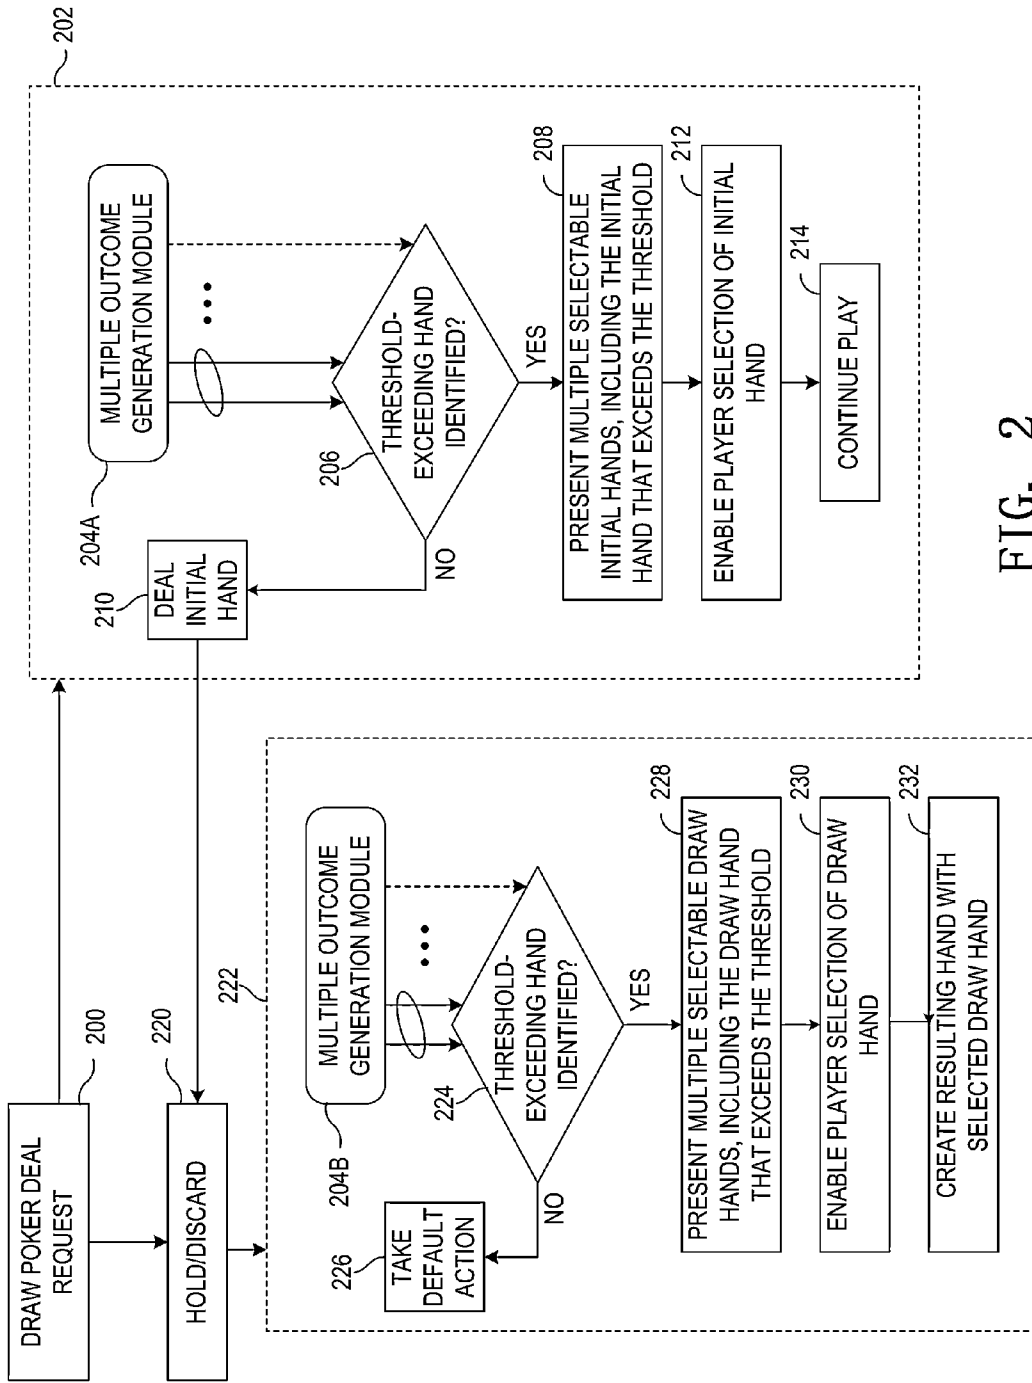 DRAW POKER DEAL
REQUEST
200
HOLD/DISCARD
220
202
MULTIPLE OUTCOME
GENERATION MODULE
204A
THRESHOLD-
EXCEEDING HAND
IDENTIFIED?
206
NO
YES
DEAL
INITIAL
HAND
210
PRESENT MULTIPLE SELECTABLE
INITIAL HANDS, INCLUDING THE INITIAL
HAND THAT EXCEEDS THE THRESHOLD
208
ENABLE PLAYER SELECTION OF INITIAL
HAND
212
CONTINUE PLAY
214
222
MULTIPLE OUTCOME
GENERATION MODULE
204B
THRESHOLD-
EXCEEDING HAND
IDENTIFIED?
224
NO
YES
TAKE
DEFAULT
ACTION
226
PRESENT MULTIPLE SELECTABLE DRAW
HANDS, INCLUDING THE DRAW HAND
THAT EXCEEDS THE THRESHOLD
228
ENABLE PLAYER SELECTION OF DRAW
HAND
230
CREATE RESULTING HAND WITH
SELECTED DRAW HAND
232
FIG. 2